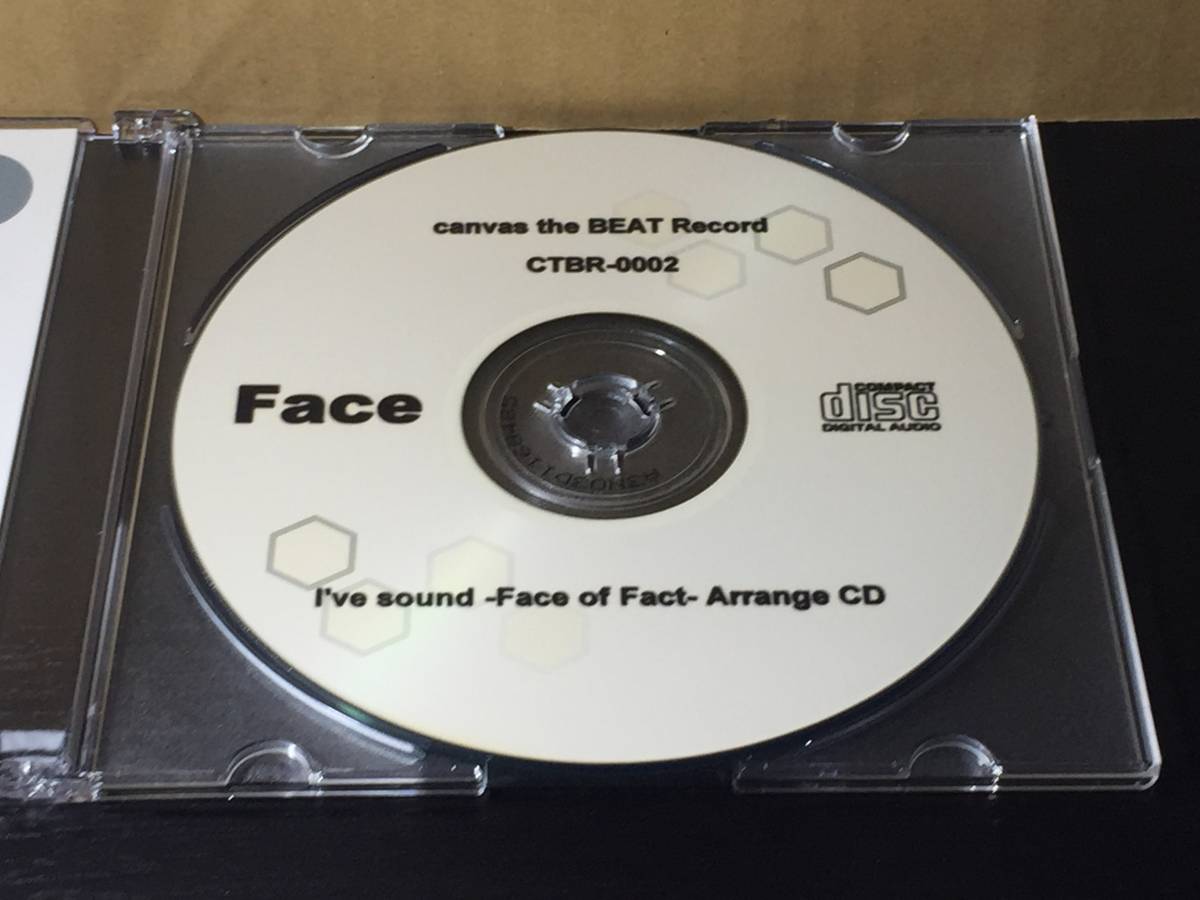 canvas the BEAT Record
CTBR-0002
Face
COMPACT
disc
DIGITAL AUDIO
I've sound -Face of Fact- Arrange CD